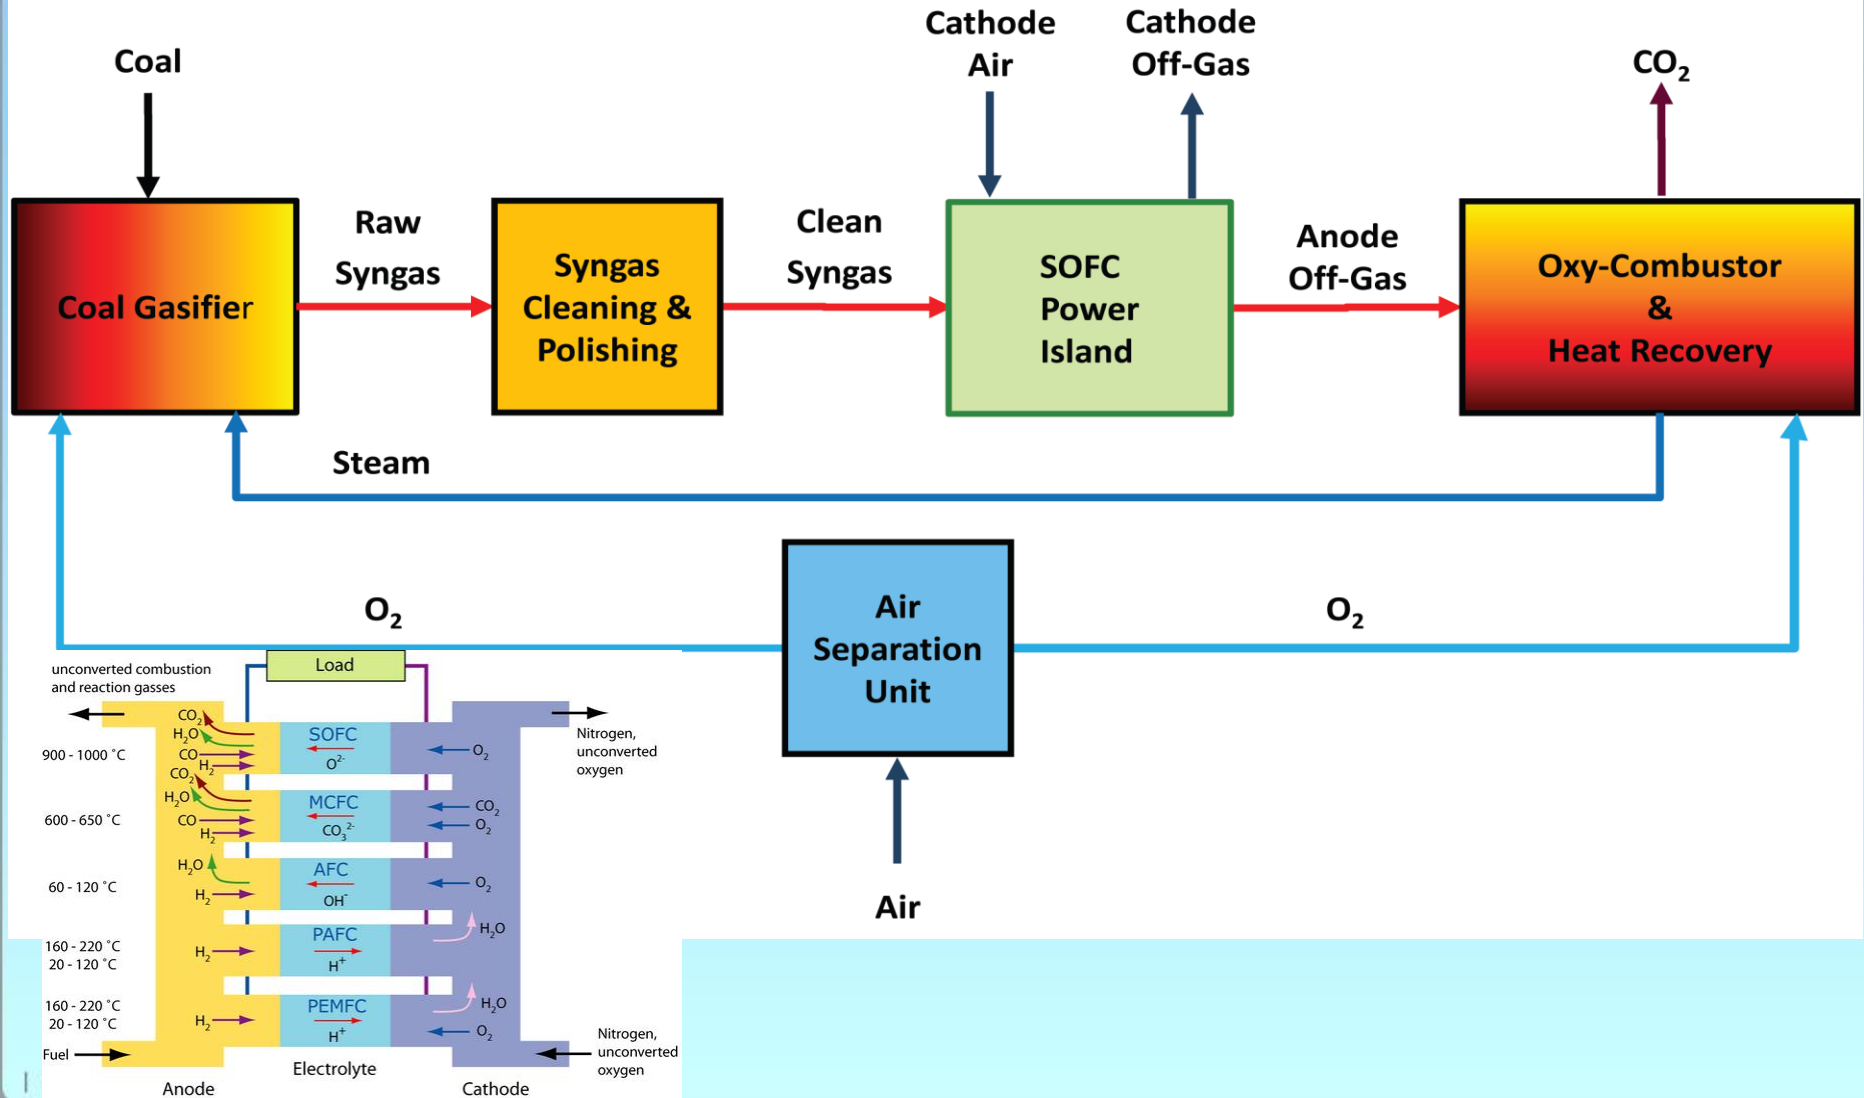 Coal
Cathode
Air
Cathode
Off-Gas
CO₂
Coal Gasifier
Raw
Syngas
Syngas
Cleaning &
Polishing
Clean
Syngas
SOFC
Power
Island
Anode
Off-Gas
Oxy-Combustor
&
Heat Recovery
Steam
O₂
Air
Separation
Unit
O₂
Air
unconverted combustion
and reaction gasses
Load
CO₂
H₂O
900 - 1000 ˚C
CO
H₂
SOFC
O²⁻
O₂
Nitrogen,
unconverted
oxygen
CO₂
H₂O
600 - 650 ˚C
CO
H₂
MCFC
CO₃²⁻
CO₂
O₂
H₂O
60 - 120 ˚C
H₂
AFC
OH⁻
O₂
160 - 220 ˚C
20 - 120 ˚C
H₂
PAFC
H⁺
H₂O
160 - 220 ˚C
20 - 120 ˚C
H₂
PEMFC
H⁺
H₂O
O₂
Fuel
Nitrogen,
unconverted
oxygen
Anode
Electrolyte
Cathode